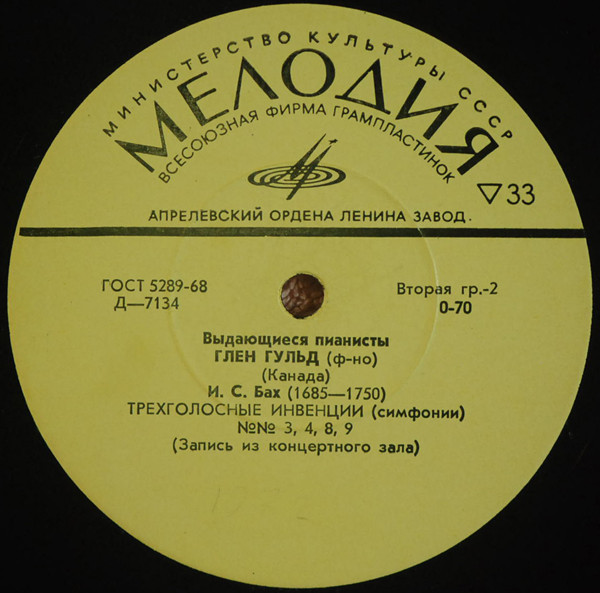 МИНИСТЕРСТВО КУЛЬТУРЫ СССР
МЕЛОДИЯ
ВСЕСОЮЗНАЯ ФИРМА ГРАМПЛАСТИНОК
▽33
АПРЕЛЕВСКИЙ ОРДЕНА ЛЕНИНА ЗАВОД.
ГОСТ 5289-68
Д—7134
Вторая гр.-2
0-70
Выдающиеся пианисты
ГЛЕН ГУЛЬД (ф-но)
(Канада)
И. С. Бах (1685—1750)
ТРЕХГОЛОСНЫЕ ИНВЕНЦИИ (симфонии)
№№ 3, 4, 8, 9
(Запись из концертного зала)